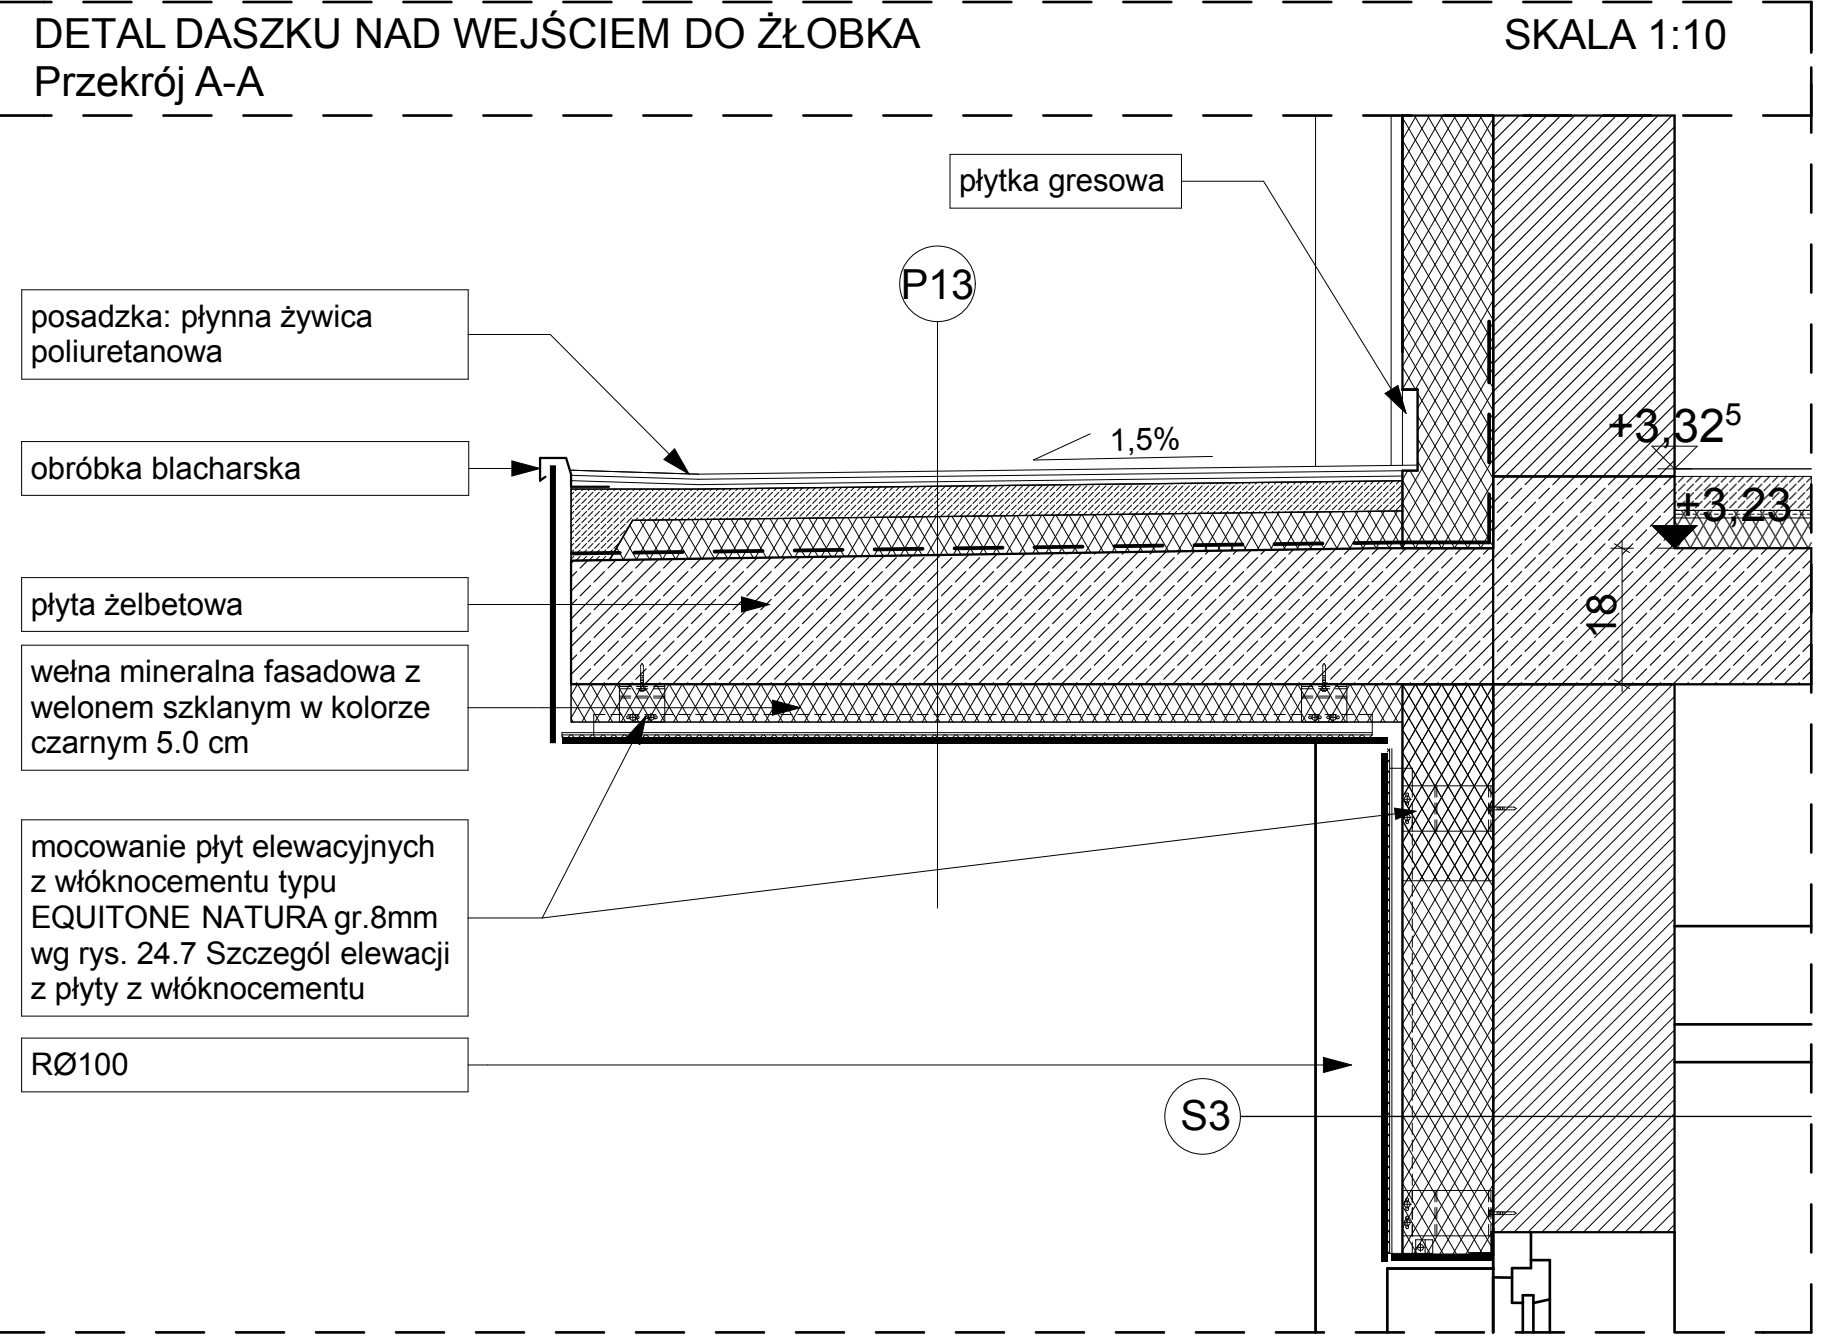 DETAL DASZKU NAD WEJŚCIEM DO ŻŁOBKA
SKALA 1:10
Przekrój A-A
płytka gresowa
P13
posadzka: płynna żywica
poliuretanowa
+3,32⁵
1,5%
obróbka blacharska
+3,23
płyta żelbetowa
18
wełna mineralna fasadowa z
welonem szklanym w kolorze
czarnym 5.0 cm
mocowanie płyt elewacyjnych
z włóknocementu typu
EQUITONE NATURA gr.8mm
wg rys. 24.7 Szczegól elewacji
z płyty z włóknocementu
RØ100
S3